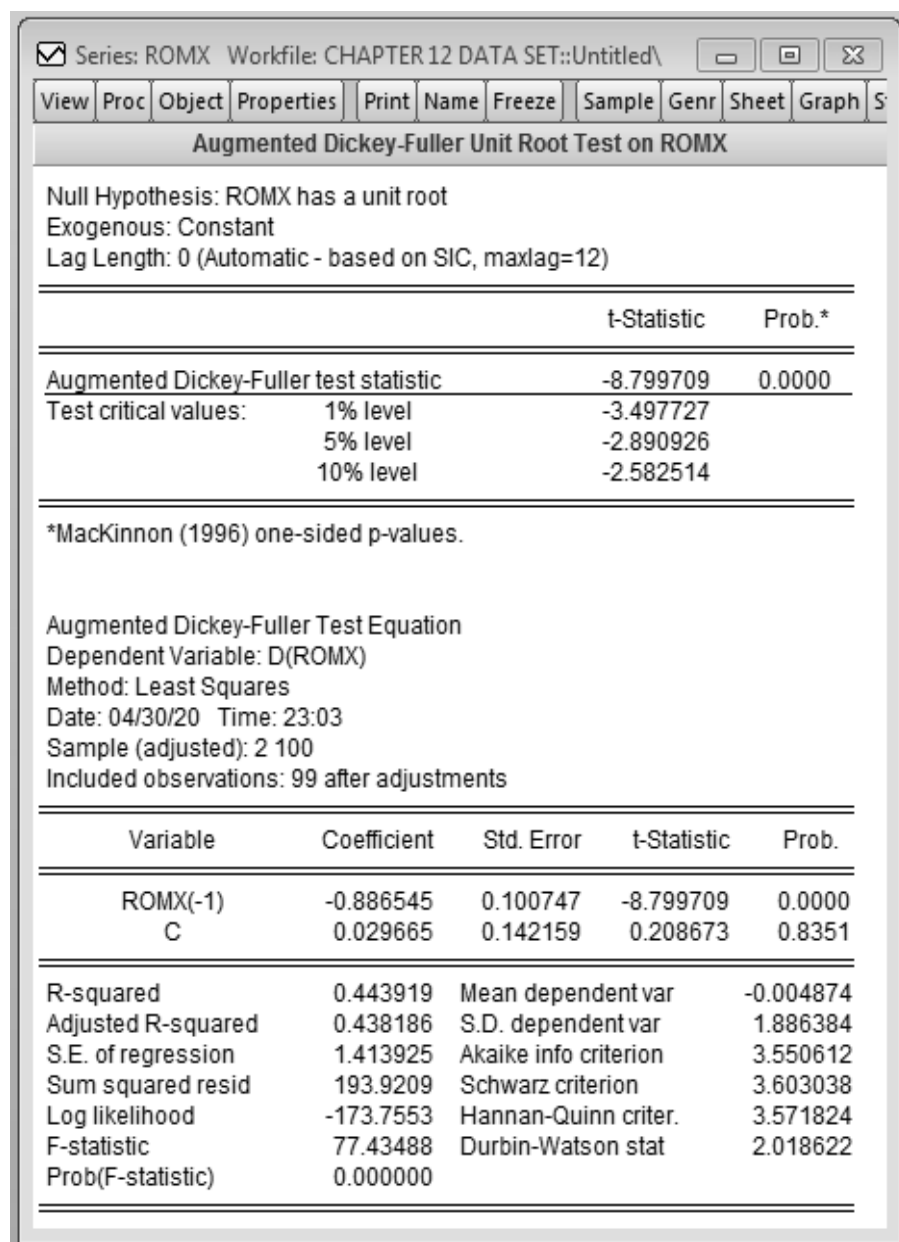 Series: ROMX Workfile: CHAPTER 12 DATA SET::Untitled\
View Proc Object Properties Print Name Freeze Sample Genr Sheet Graph
Augmented Dickey-Fuller Unit Root Test on ROMX
Null Hypothesis: ROMX has a unit root
Exogenous: Constant
Lag Length: 0 (Automatic - based on SIC, maxlag=12)
t-Statistic Prob.*
Augmented Dickey-Fuller test statistic -8.799709 0.0000
Test critical values: 1% level -3.497727
5% level -2.890926
10% level -2.582514
*MacKinnon (1996) one-sided p-values.
Augmented Dickey-Fuller Test Equation
Dependent Variable: D(ROMX)
Method: Least Squares
Date: 04/30/20 Time: 23:03
Sample (adjusted): 2 100
Included observations: 99 after adjustments
Variable Coefficient Std. Error t-Statistic Prob.
ROMX(-1) -0.886545 0.100747 -8.799709 0.0000
C 0.029665 0.142159 0.208673 0.8351
R-squared 0.443919 Mean dependent var -0.004874
Adjusted R-squared 0.438186 S.D. dependent var 1.886384
S.E. of regression 1.413925 Akaike info criterion 3.550612
Sum squared resid 193.9209 Schwarz criterion 3.603038
Log likelihood -173.7553 Hannan-Quinn criter. 3.571824
F-statistic 77.43488 Durbin-Watson stat 2.018622
Prob(F-statistic) 0.000000